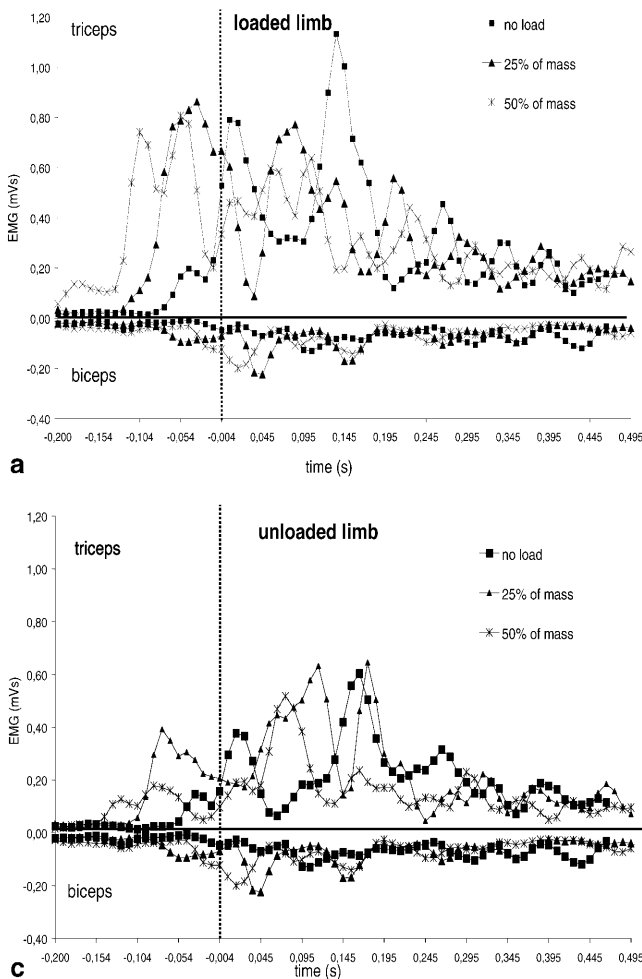 1,20
triceps
loaded limb
no load
1,00
25% of mass
0,80
50% of mass
0,60
EMG (mVs)
0,40
0,20
0,00
-0,20
biceps
-0,40
-0,200 -0,154 -0,104 -0,054 -0,004 0,045 0,095 0,145 0,195 0,245 0,295 0,345 0,395 0,445 0,495
a
time (s)
1,20
triceps
unloaded limb
no load
1,00
25% of mass
0,80
50% of mass
0,60
EMG (mVs)
0,40
0,20
0,00
-0,20
biceps
-0,40
-0,200 -0,154 -0,104 -0,054 -0,004 0,045 0,095 0,145 0,195 0,245 0,295 0,345 0,395 0,445 0,495
c
time (s)